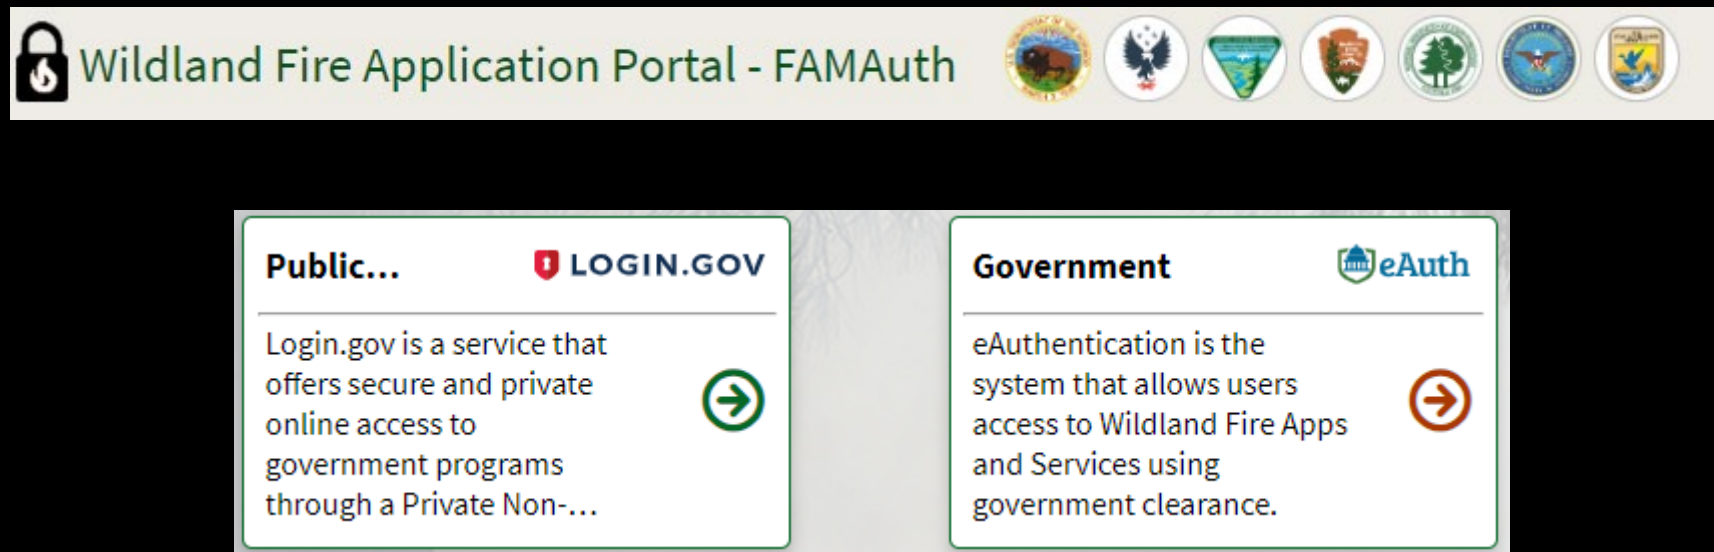 Wildland Fire Application Portal - FAMAuth
Public...
LOGIN.GOV
Login.gov is a service that
offers secure and private
online access to
government programs
through a Private Non-...
Government
eAuth
eAuthentication is the
system that allows users
access to Wildland Fire Apps
and Services using
government clearance.